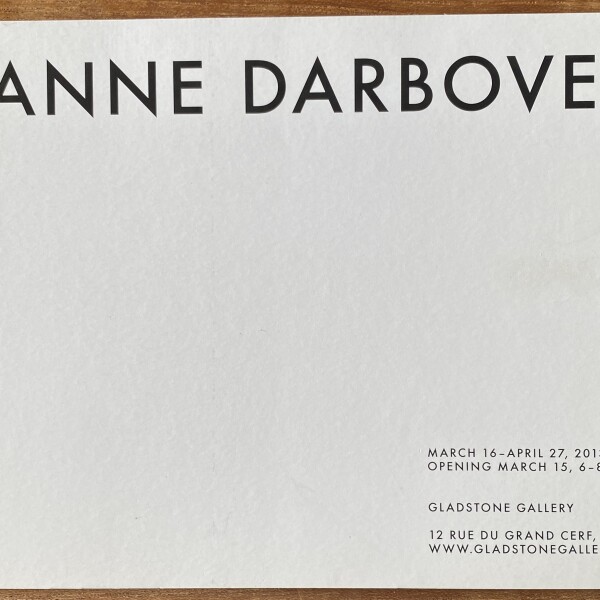 ANNE DARBOVE
MARCH 16–APRIL 27, 2013
OPENING MARCH 15, 6–8
GLADSTONE GALLERY
12 RUE DU GRAND CERF,
WWW.GLADSTONEGALLE